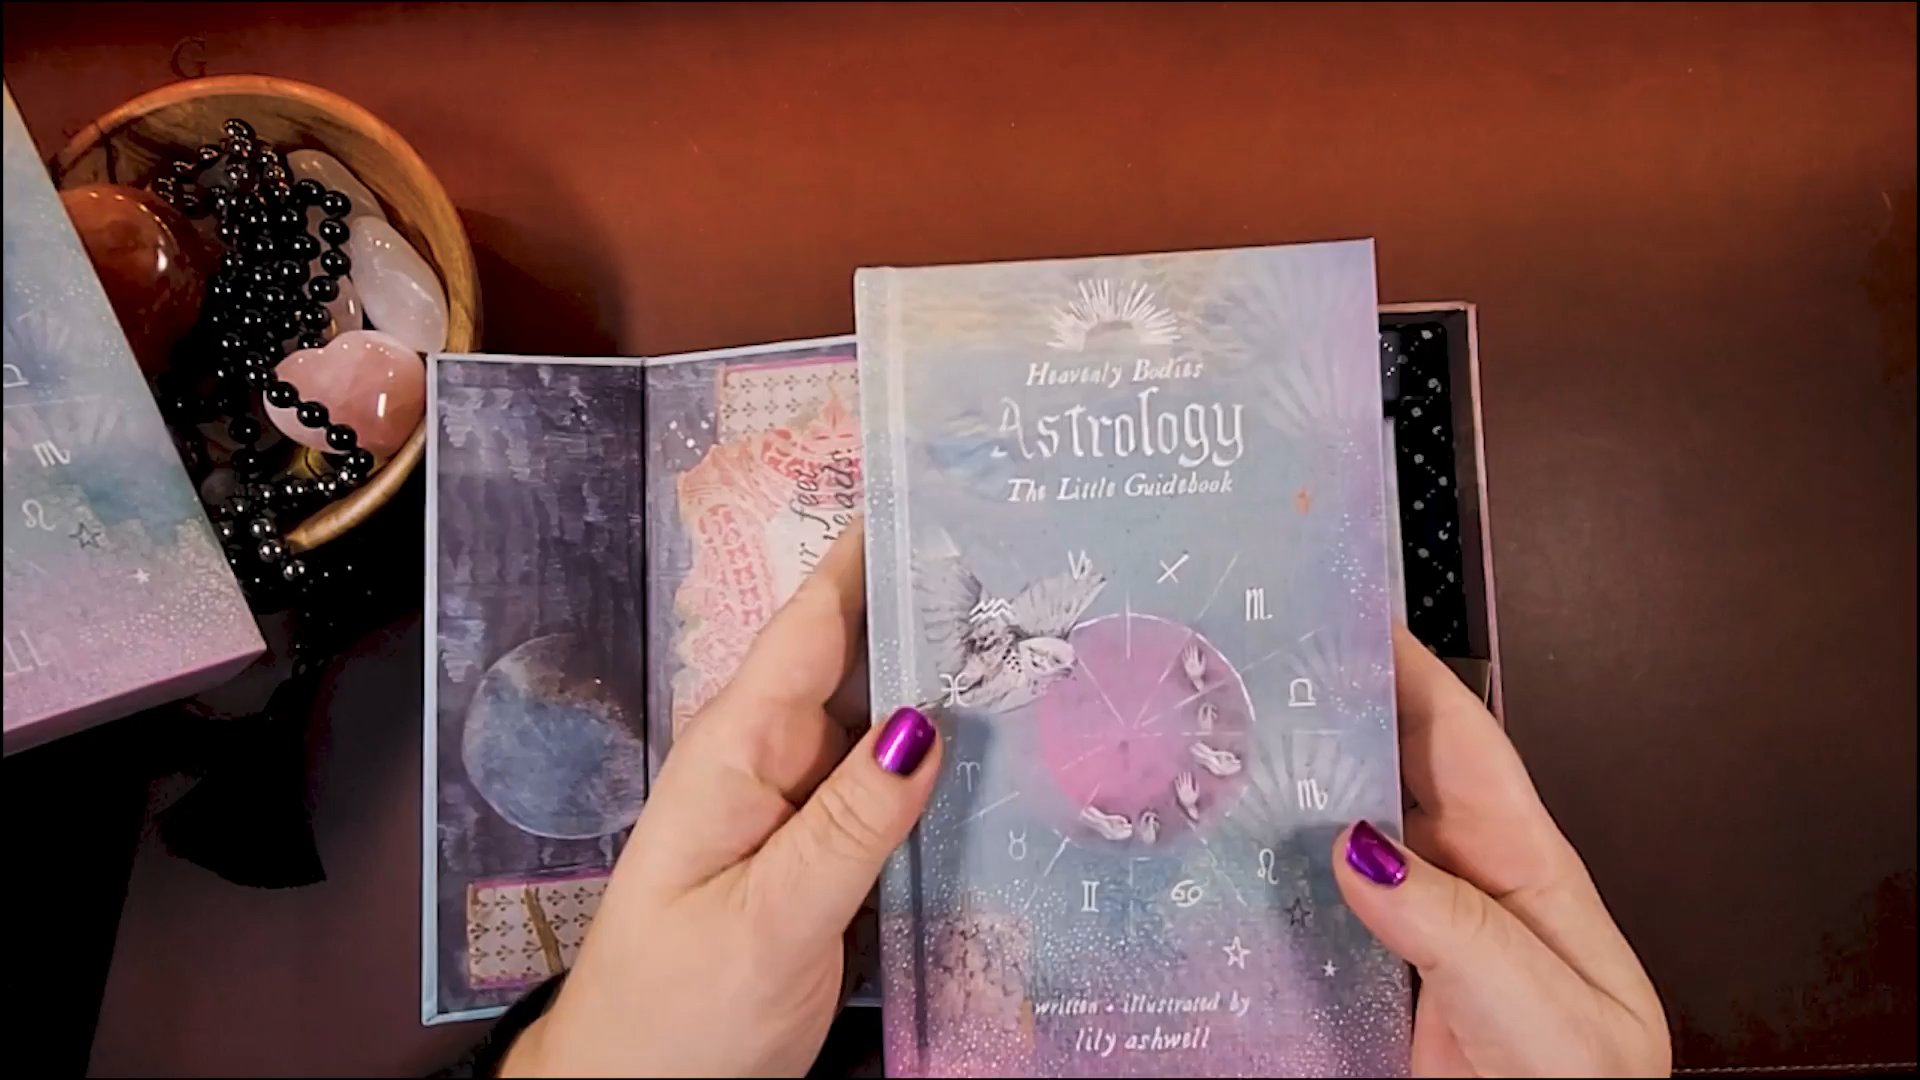 Heavenly Bodies
Astrology
The Little Guidebook
written + illustrated by
lily ashwell